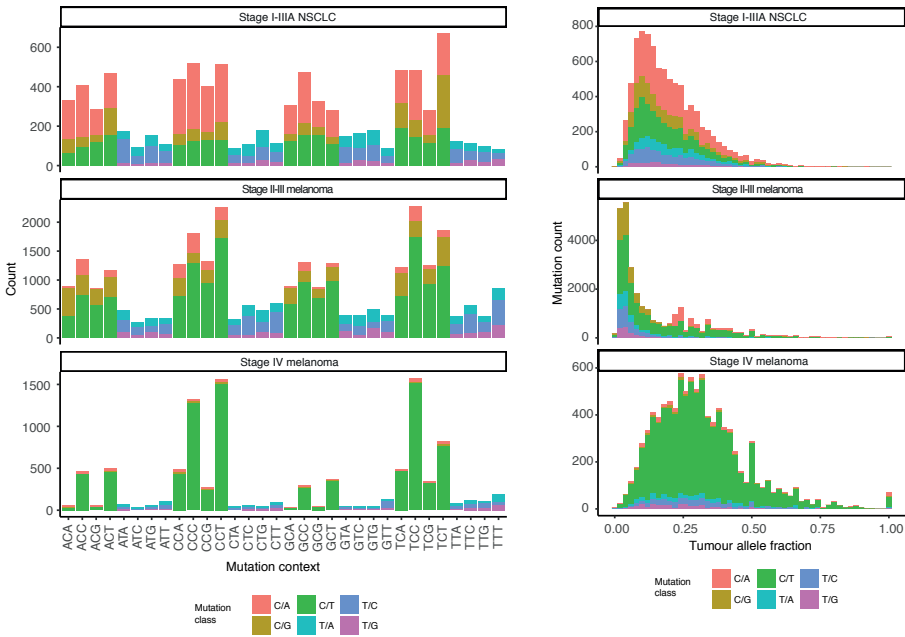 Stage I-IIIA NSCLC
600
400
200
0
Stage II-III melanoma
2000
1500
1000
500
0
Count
Stage IV melanoma
1500
1000
500
0
ACA ACC ACG ACT ATA ATC ATG ATT CCA CCC CCG CCT CTA CTC CTG CTT GCA GCC GCG GCT GTA GTC GTG GTT TCA TCC TCG TCT TTA TTC TTG TTT
Mutation context
Mutation class
C/A C/T T/C
C/G T/A T/G
Stage I-IIIA NSCLC
800
600
400
200
0
Stage II-III melanoma
4000
2000
0
Mutation count
Stage IV melanoma
600
400
200
0
0.00 0.25 0.50 0.75 1.00
Tumour allele fraction
Mutation class
C/A C/T T/C
C/G T/A T/G